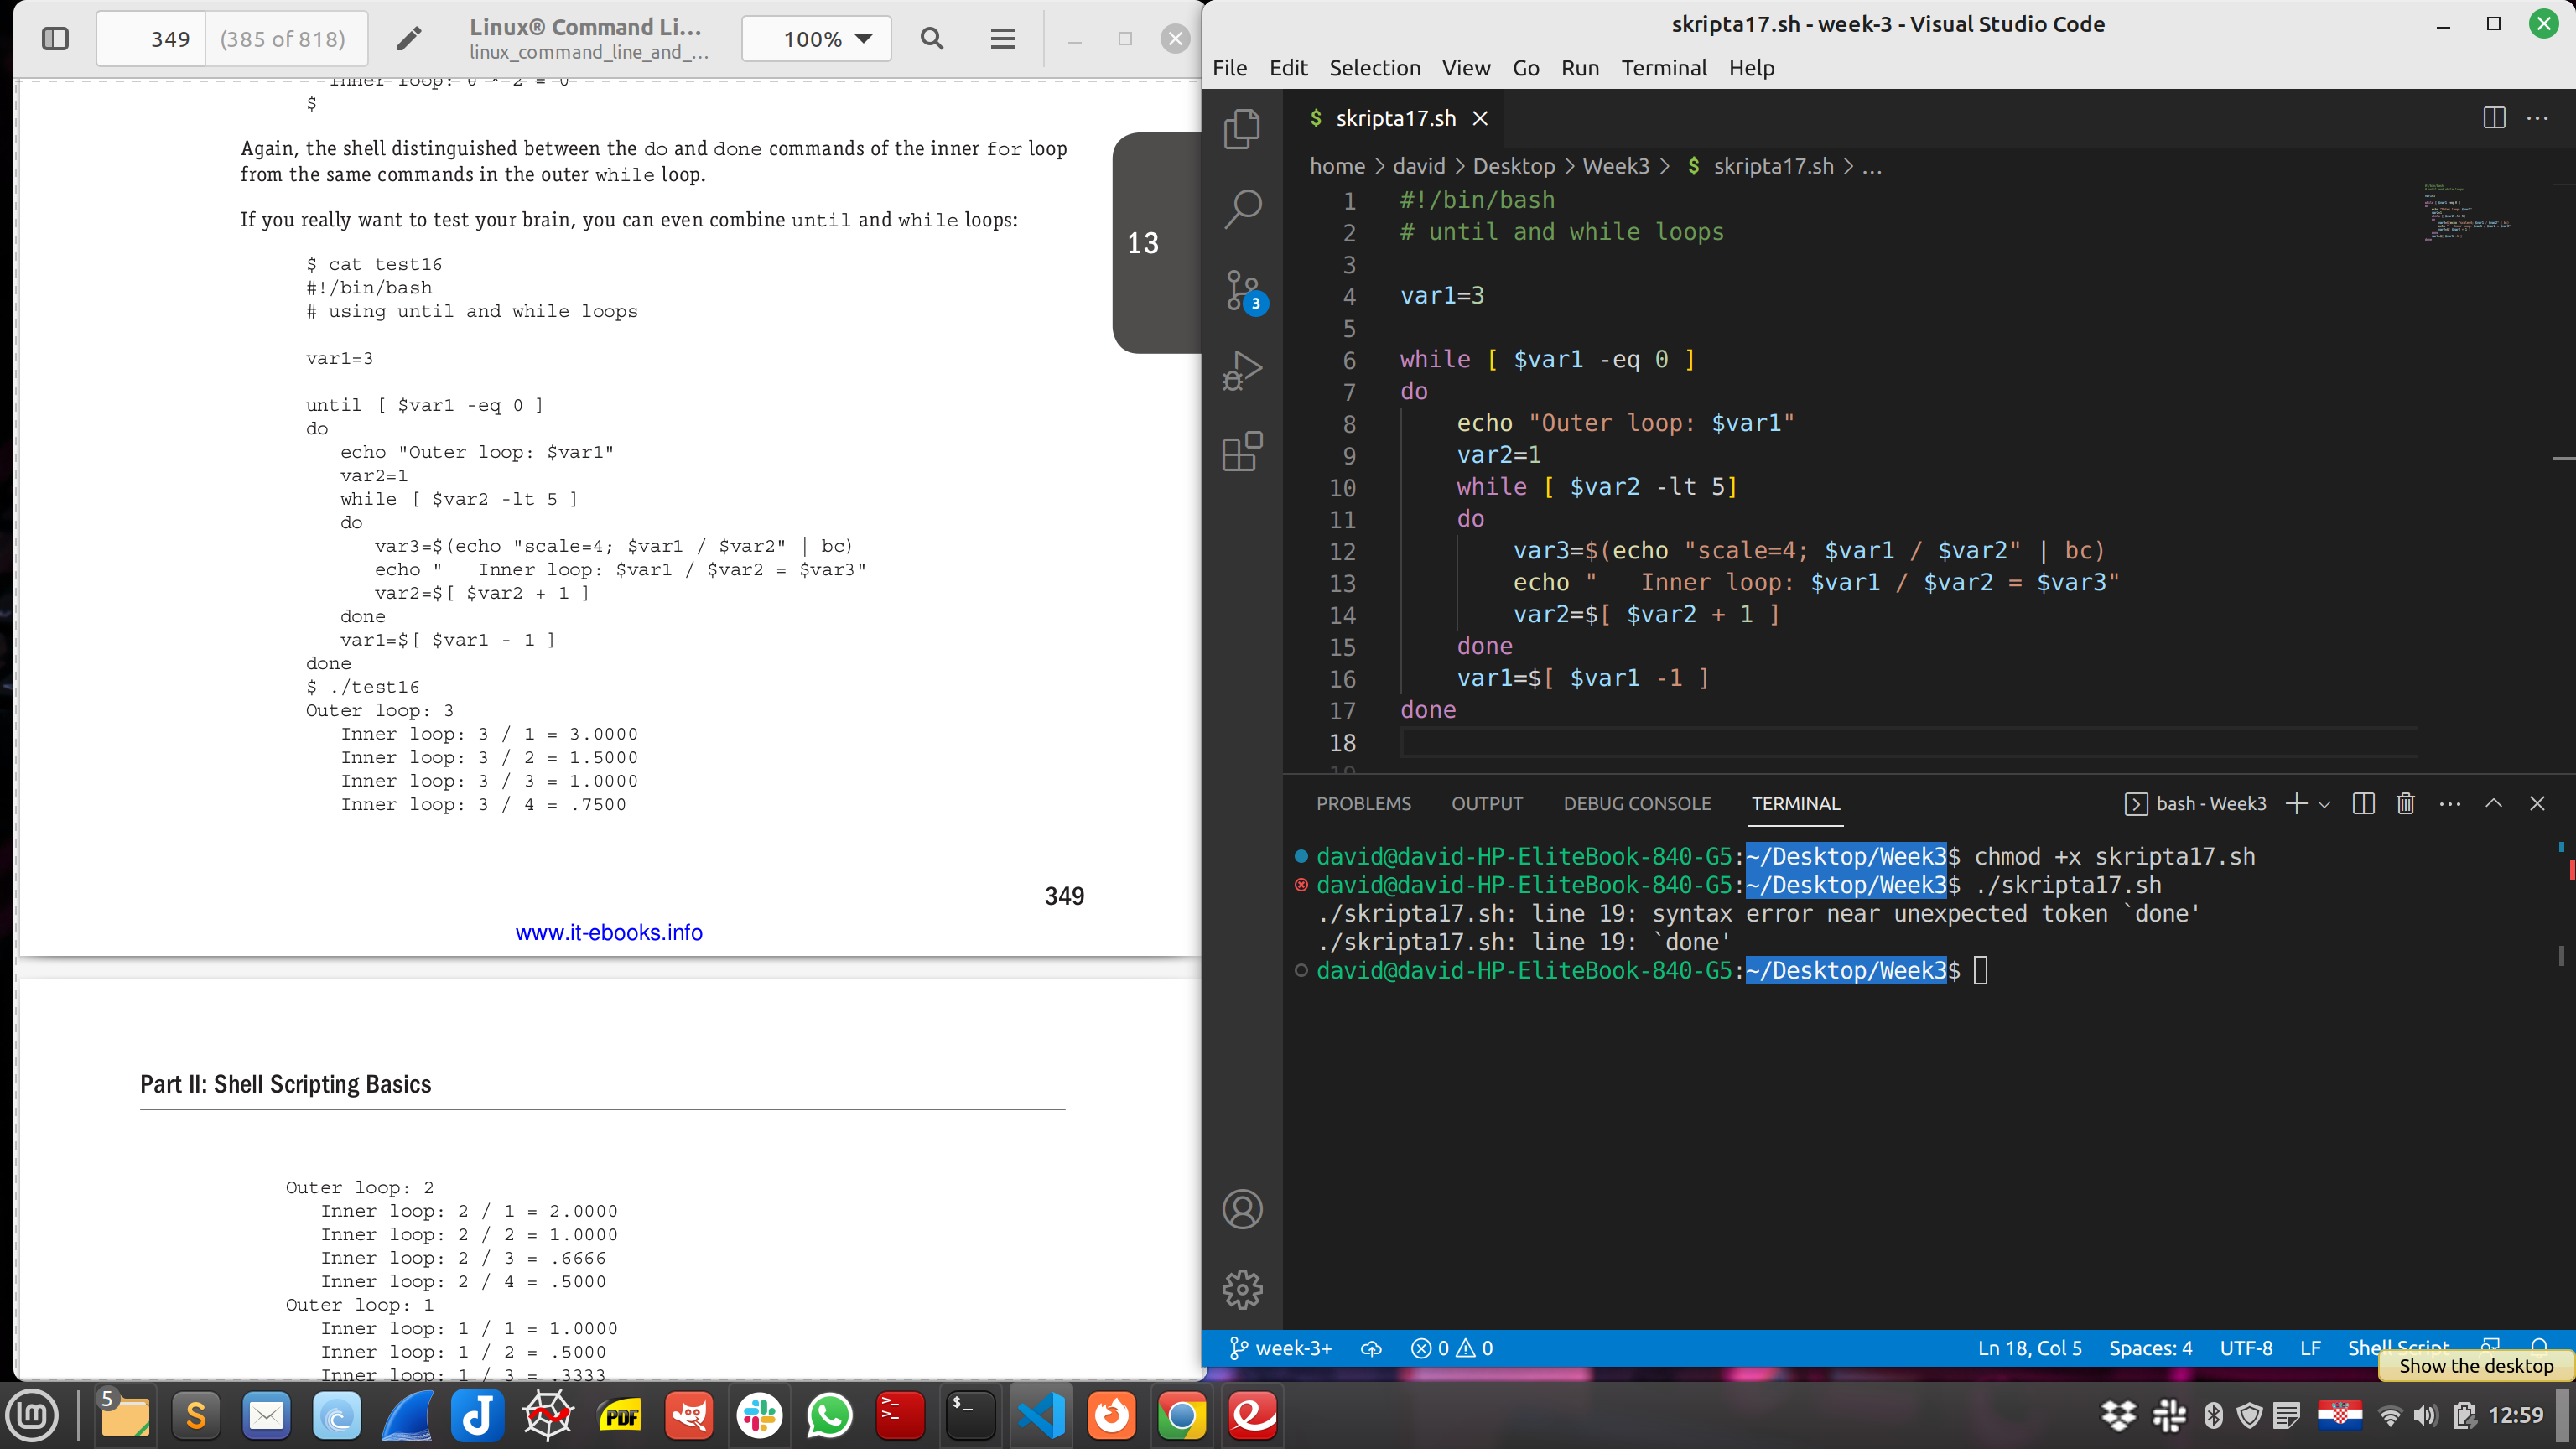 349
(385 of 818)
Linux® Command Li...
linux_command_line_and_...
100%
Inner loop: 0 * 2 = 0
$
Again, the shell distinguished between the do and done commands of the inner for loop
from the same commands in the outer while loop.
If you really want to test your brain, you can even combine until and while loops:
13
$ cat test16
#!/bin/bash
# using until and while loops
var1=3
until [ $var1 -eq 0 ]
do
echo "Outer loop: $var1"
var2=1
while [ $var2 -lt 5 ]
do
var3=$(echo "scale=4; $var1 / $var2" | bc)
echo "   Inner loop: $var1 / $var2 = $var3"
var2=$[ $var2 + 1 ]
done
var1=$[ $var1 - 1 ]
done
$ ./test16
Outer loop: 3
Inner loop: 3 / 1 = 3.0000
Inner loop: 3 / 2 = 1.5000
Inner loop: 3 / 3 = 1.0000
Inner loop: 3 / 4 = .7500
349
www.it-ebooks.info
Part II: Shell Scripting Basics
Outer loop: 2
Inner loop: 2 / 1 = 2.0000
Inner loop: 2 / 2 = 1.0000
Inner loop: 2 / 3 = .6666
Inner loop: 2 / 4 = .5000
Outer loop: 1
Inner loop: 1 / 1 = 1.0000
Inner loop: 1 / 2 = .5000
Inner loop: 1 / 3 = .3333
skripta17.sh - week-3 - Visual Studio Code
File Edit Selection View Go Run Terminal Help
$ skripta17.sh
home > david > Desktop > Week3 > $ skripta17.sh > ...
3
1 #!/bin/bash
2 # until and while loops
3
4 var1=3
5
6 while [ $var1 -eq 0 ]
7 do
8 echo "Outer loop: $var1"
9 var2=1
10 while [ $var2 -lt 5]
11 do
12 var3=$(echo "scale=4; $var1 / $var2" | bc)
13 echo "   Inner loop: $var1 / $var2 = $var3"
14 var2=$[ $var2 + 1 ]
15 done
16 var1=$[ $var1 -1 ]
17 done
18
19
PROBLEMS OUTPUT DEBUG CONSOLE TERMINAL
bash - Week3
david@david-HP-EliteBook-840-G5:~/Desktop/Week3$ chmod +x skripta17.sh
david@david-HP-EliteBook-840-G5:~/Desktop/Week3$ ./skripta17.sh
./skripta17.sh: line 19: syntax error near unexpected token `done'
./skripta17.sh: line 19: `done'
david@david-HP-EliteBook-840-G5:~/Desktop/Week3$
week-3+ 0 0
Ln 18, Col 5 Spaces: 4 UTF-8 LF Shell Script
Show the desktop
5
S
J
PDF
$_
12:59